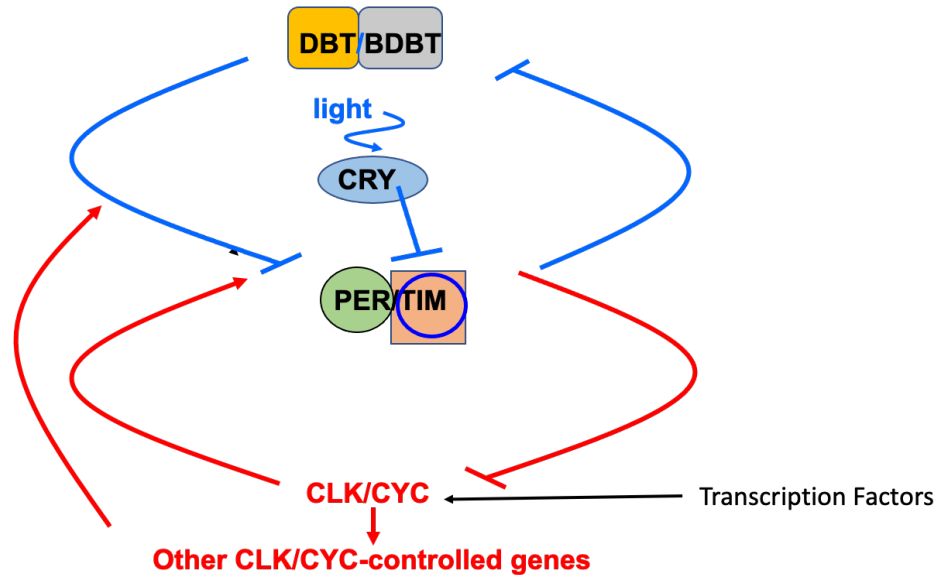 DBT/BDBT
light
CRY
PER/TIM
CLK/CYC
Transcription Factors
Other CLK/CYC-controlled genes